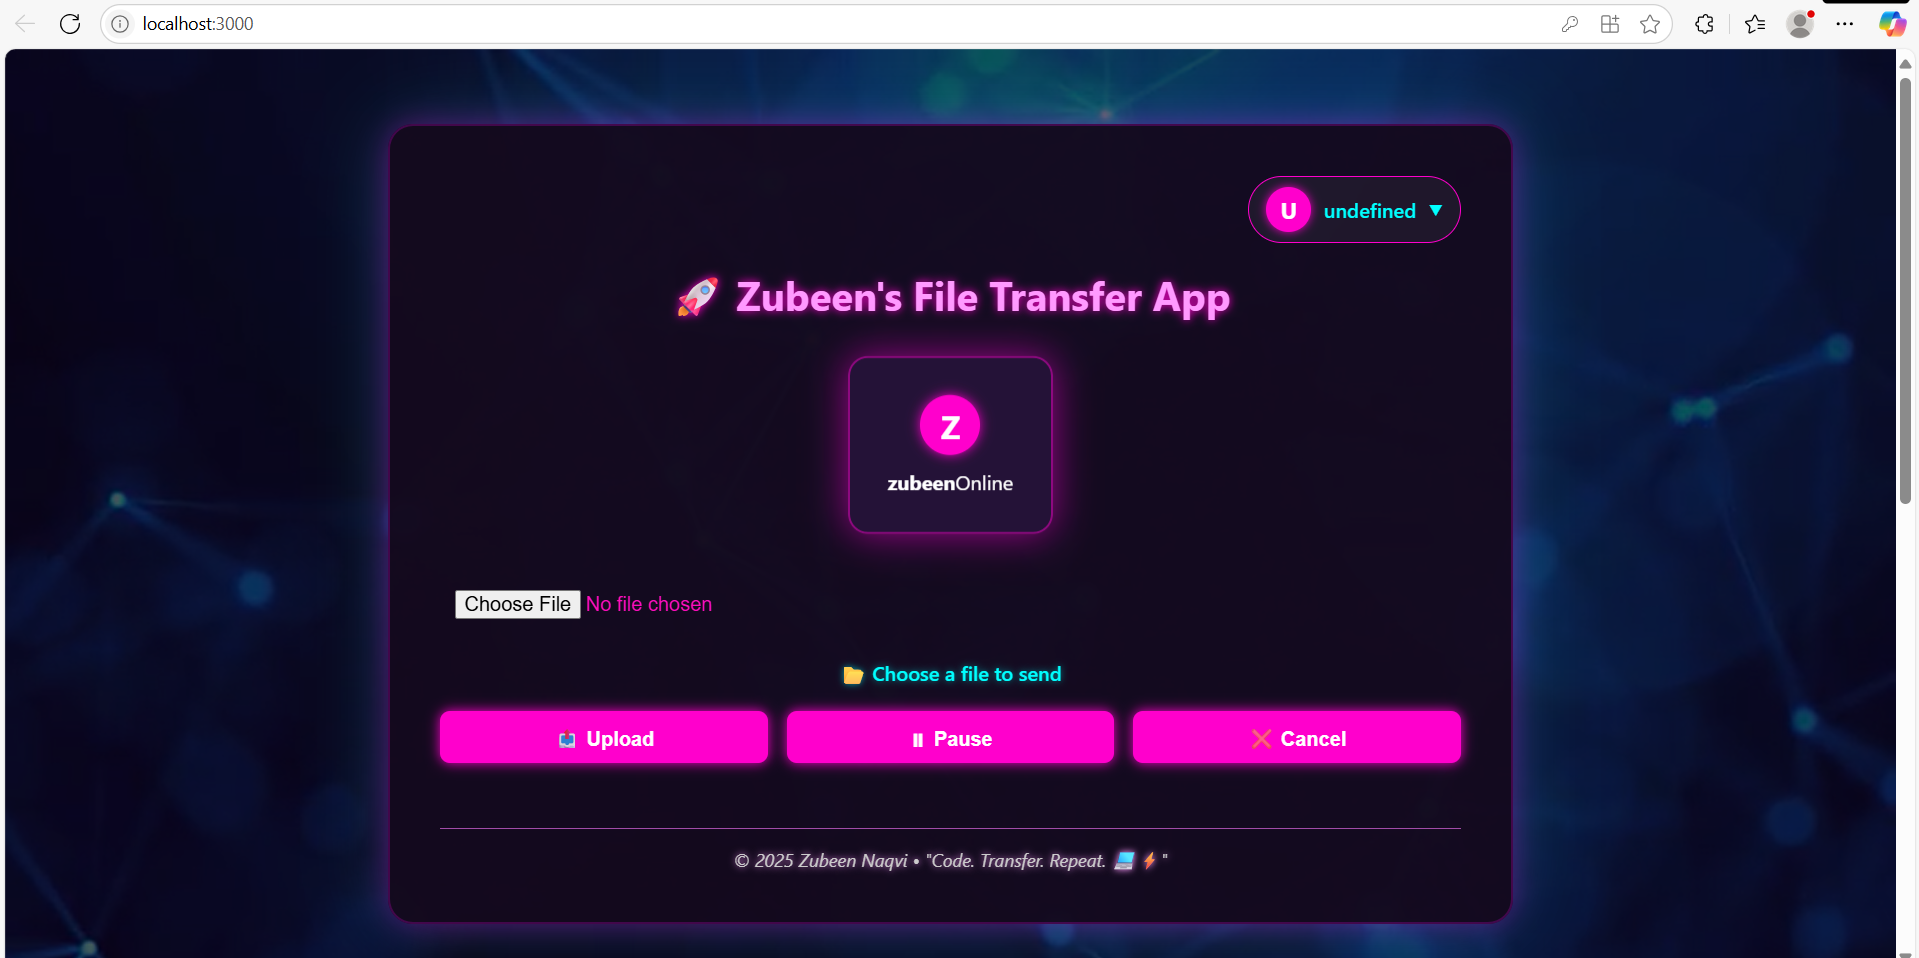 localhost:3000
U undefined ▼
🚀 Zubeen's File Transfer App
Z
zubeenOnline
Choose File No file chosen
📂 Choose a file to send
📤 Upload
⏸ Pause
❌ Cancel
© 2025 Zubeen Naqvi • "Code. Transfer. Repeat. 💻⚡"